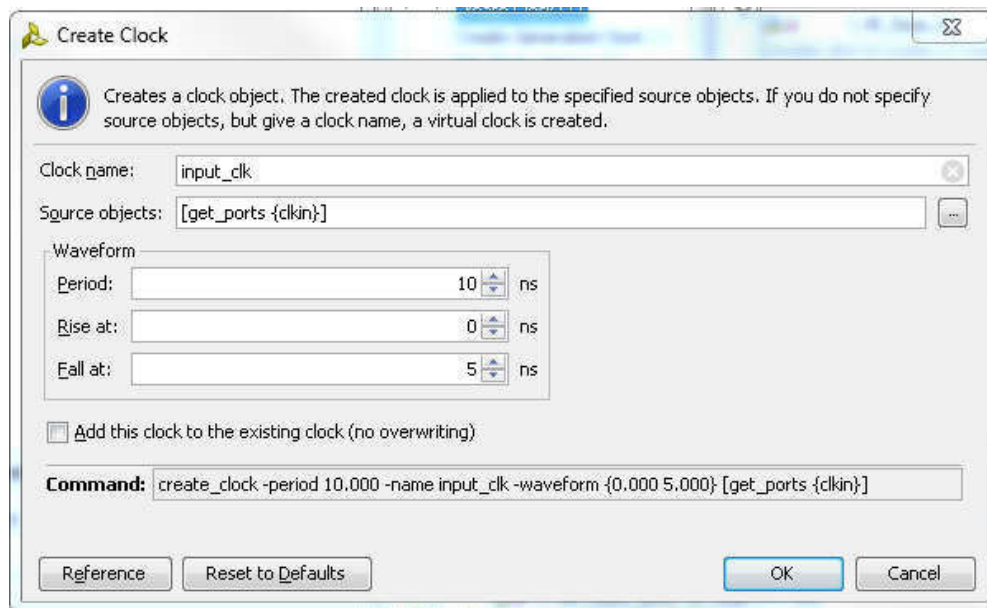 Create Clock
Creates a clock object. The created clock is applied to the specified source objects. If you do not specify
source objects, but give a clock name, a virtual clock is created.
Clock name: input_clk
Source objects: [get_ports {clkin}] ...
Waveform
Period: 10 ns
Rise at: 0 ns
Fall at: 5 ns
Add this clock to the existing clock (no overwriting)
Command: create_clock -period 10.000 -name input_clk -waveform {0.000 5.000} [get_ports {clkin}]
Reference Reset to Defaults OK Cancel